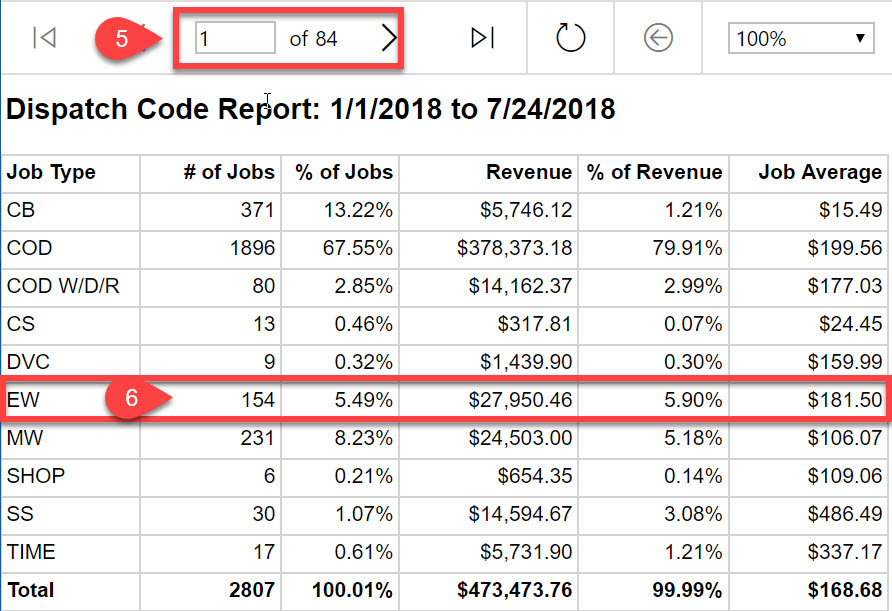 5 1 of 84 100%
Dispatch Code Report: 1/1/2018 to 7/24/2018
Job Type # of Jobs % of Jobs Revenue % of Revenue Job Average
CB 371 13.22% $5,746.12 1.21% $15.49
COD 1896 67.55% $378,373.18 79.91% $199.56
COD W/D/R 80 2.85% $14,162.37 2.99% $177.03
CS 13 0.46% $317.81 0.07% $24.45
DVC 9 0.32% $1,439.90 0.30% $159.99
EW 6 154 5.49% $27,950.46 5.90% $181.50
MW 231 8.23% $24,503.00 5.18% $106.07
SHOP 6 0.21% $654.35 0.14% $109.06
SS 30 1.07% $14,594.67 3.08% $486.49
TIME 17 0.61% $5,731.90 1.21% $337.17
Total 2807 100.01% $473,473.76 99.99% $168.68